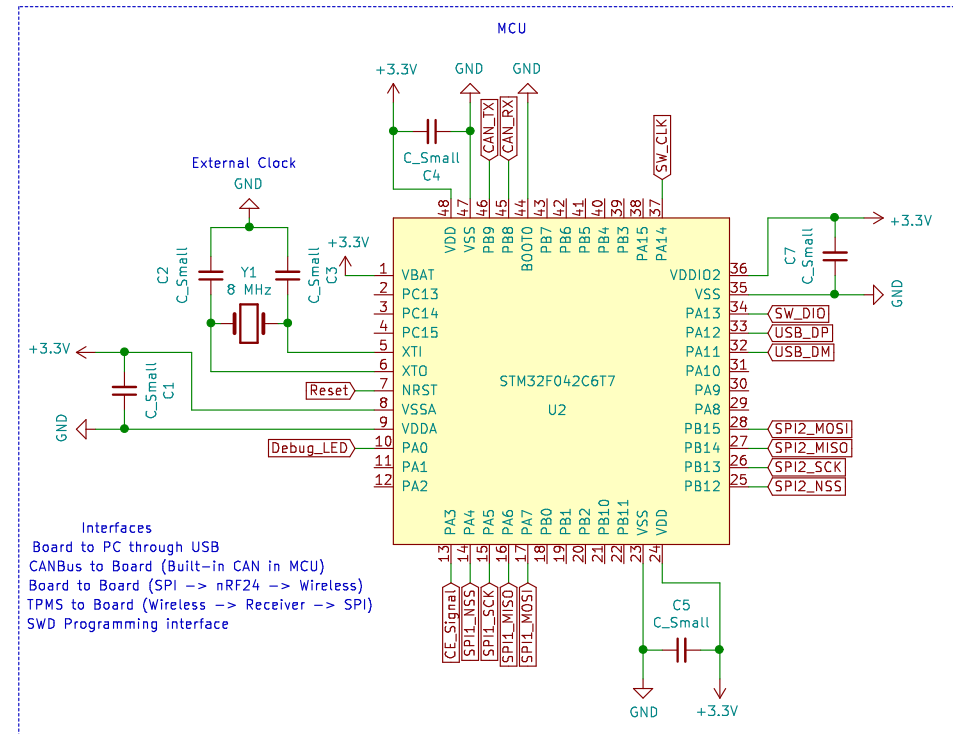 MCU
+3.3V
GND
GND
CAN_TX
CAN_RX
SW_CLK
C_Small
C4
External Clock
GND
C2
C_Small
Y1
8 MHz
C_Small
C3
+3.3V
+3.3V
C_Small
C1
GND
Reset
Debug_LED
48
47
46
45
44
43
42
41
40
39
38
37
VDD
VSS
PB9
PB8
BOOT0
PB7
PB6
PB5
PB4
PB3
PA15
PA14
1 VBAT
2 PC13
3 PC14
4 PC15
5 XTI
6 XTO
7 NRST
8 VSSA
9 VDDA
10 PA0
11 PA1
12 PA2
STM32F042C6T7
U2
VDDIO2 36
VSS 35
PA13 34 SW_DIO
PA12 33 USB_DP
PA11 32 USB_DM
PA10 31
PA9 30
PA8 29
PB15 28 SPI2_MOSI
PB14 27 SPI2_MISO
PB13 26 SPI2_SCK
PB12 25 SPI2_NSS
C7
C_Small
+3.3V
GND
PA3
PA4
PA5
PA6
PA7
PB0
PB1
PB2
PB10
PB11
VSS
VDD
13
14
15
16
17
18
19
20
21
22
23
24
CE_Signal
SPI1_NSS
SPI1_SCK
SPI1_MISO
SPI1_MOSI
C5
C_Small
GND
+3.3V
Interfaces
Board to PC through USB
CANBus to Board (Built-in CAN in MCU)
Board to Board (SPI -> nRF24 -> Wireless)
TPMS to Board (Wireless -> Receiver -> SPI)
SWD Programming interface